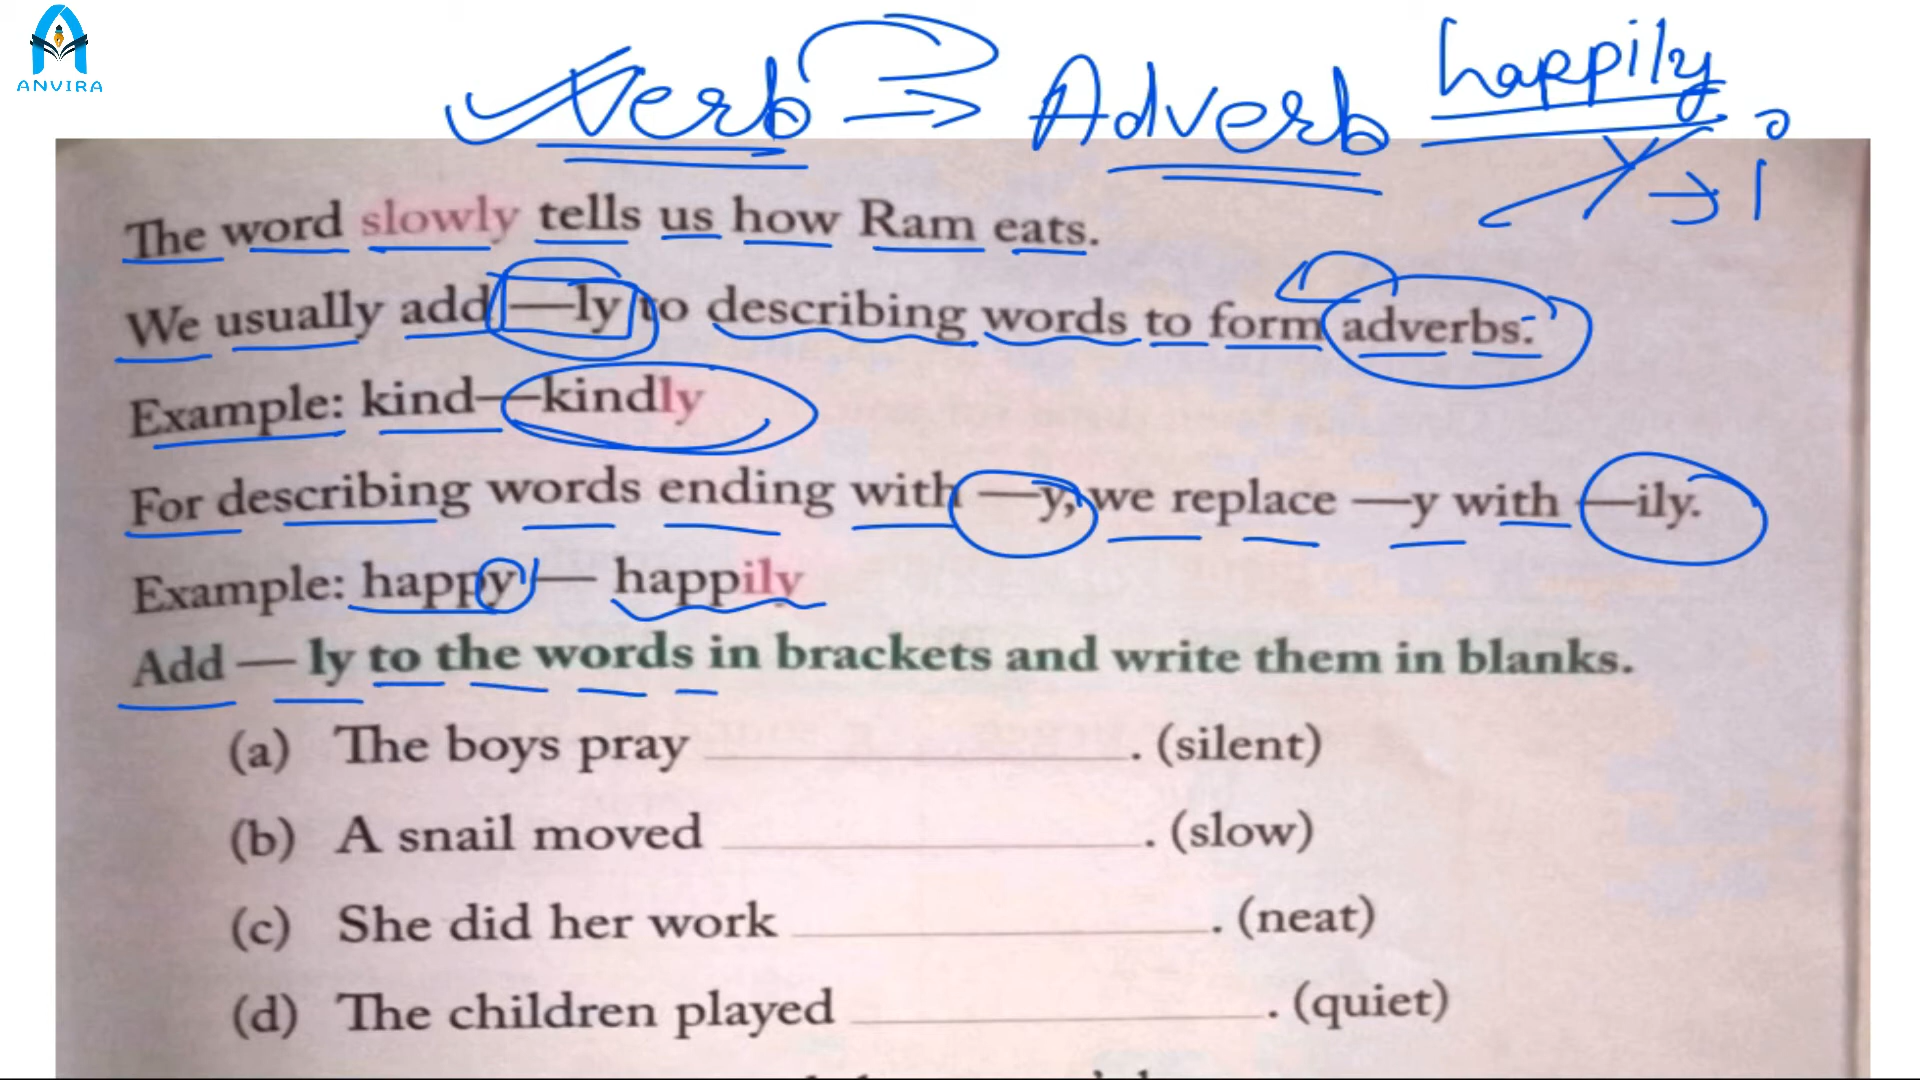 ANVIRA
Verb → Adverb happily
y → i
The word slowly tells us how Ram eats.
We usually add —ly to describing words to form adverbs.
Example: kind—kindly
For describing words ending with —y, we replace —y with —ily.
Example: happy — happily
Add — ly to the words in brackets and write them in blanks.
(a) The boys pray ____________. (silent)
(b) A snail moved ____________. (slow)
(c) She did her work ____________. (neat)
(d) The children played ____________. (quiet)